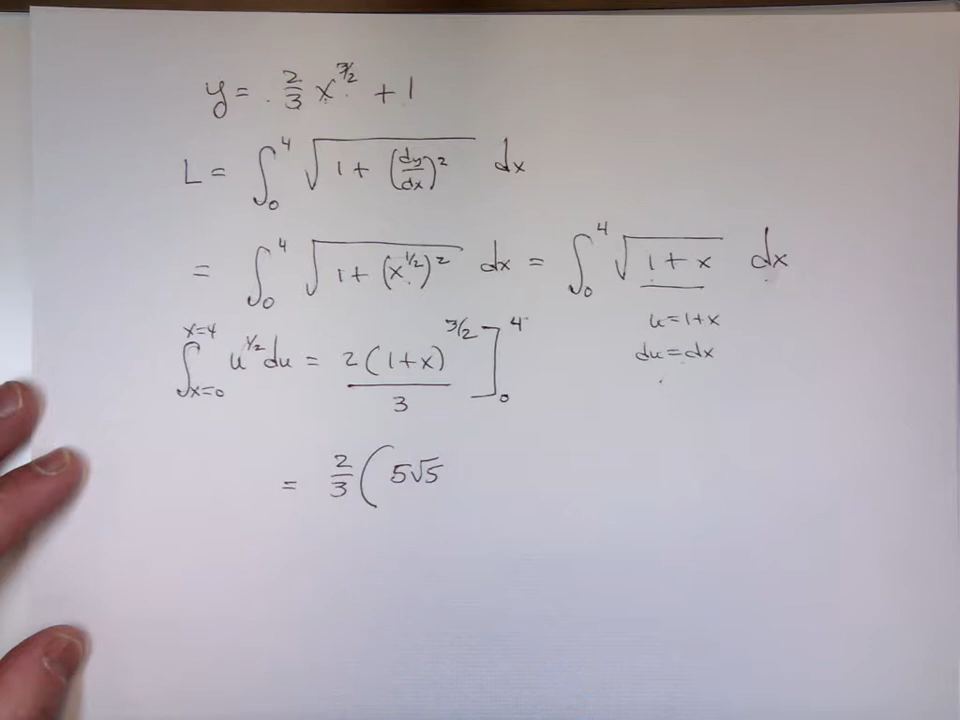 y = 2/3 x^3/2 + 1
L = ∫_0^4 √(1 + (dy/dx)^2) dx
= ∫_0^4 √(1 + (x^1/2)^2) dx = ∫_0^4 √(1 + x) dx
u = 1 + x
du = dx
∫_{x=0}^{x=4} u^1/2 du = 2(1+x)^3/2 / 3 ]_0^4
= 2/3 ( 5√5